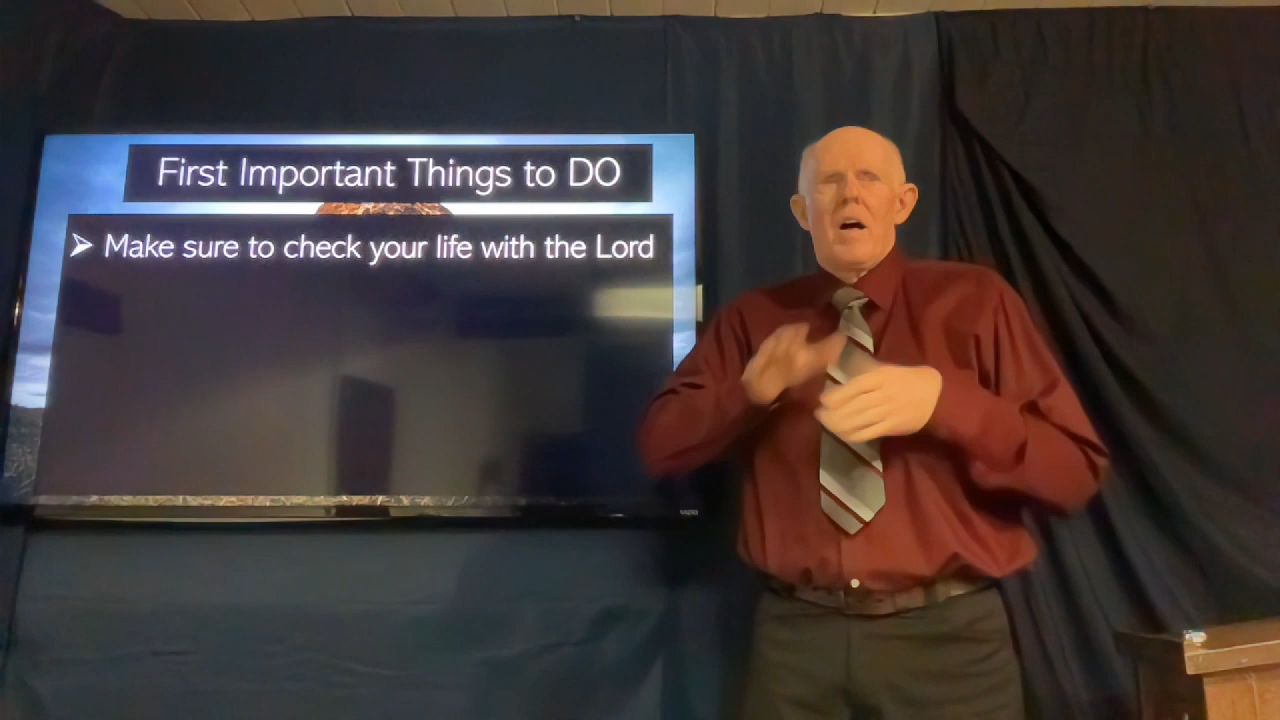 First Important Things to DO
➢ Make sure to check your life with the Lord